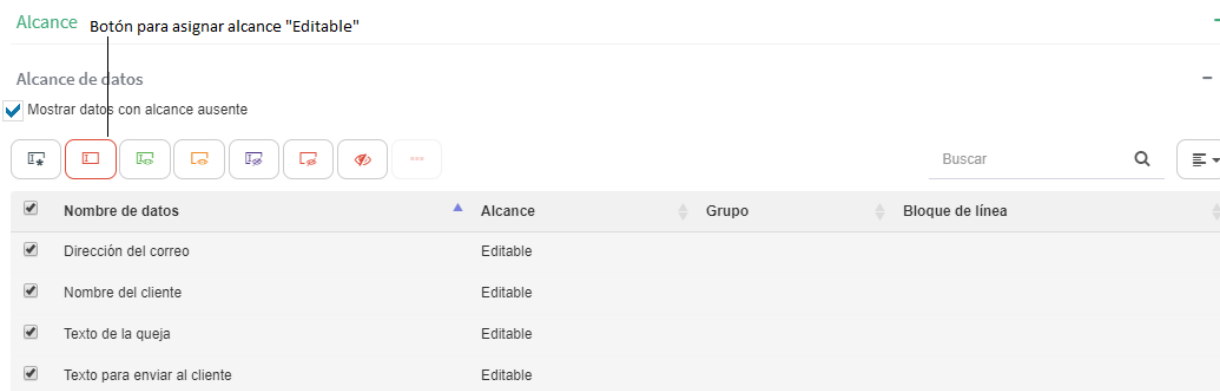 Alcance Botón para asignar alcance "Editable"
Alcance de datos
Mostrar datos con alcance ausente
Buscar
Nombre de datos Alcance Grupo Bloque de línea
Dirección del correo Editable
Nombre del cliente Editable
Texto de la queja Editable
Texto para enviar al cliente Editable